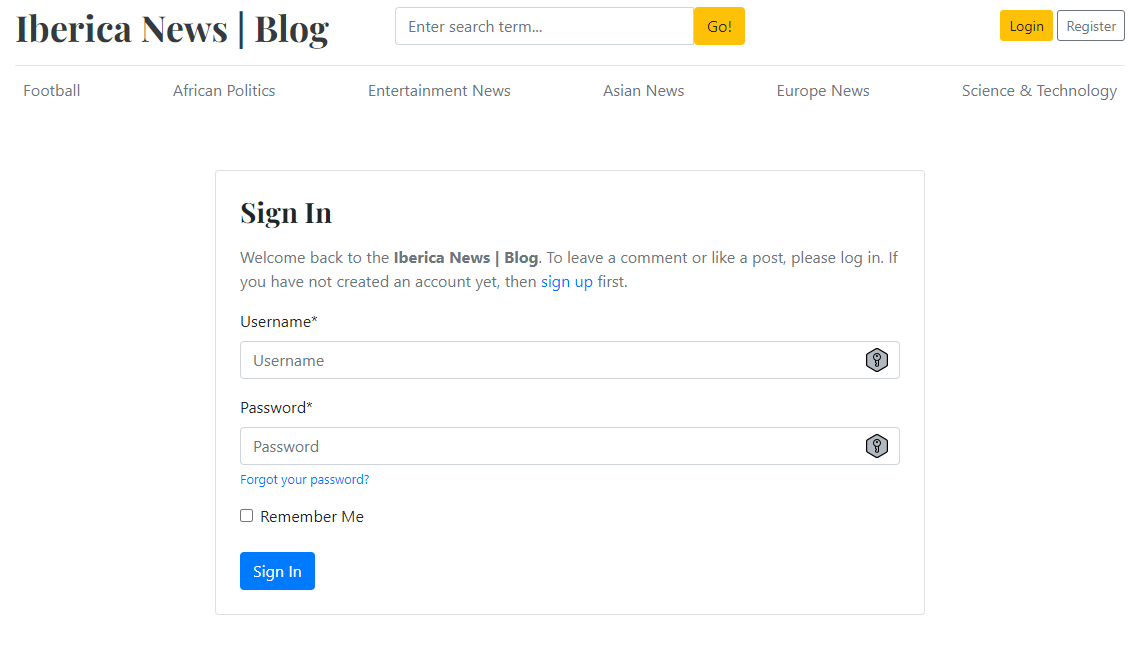 Iberica News | Blog
Enter search term...
Go!
Login
Register
Football
African Politics
Entertainment News
Asian News
Europe News
Science & Technology
Sign In
Welcome back to the Iberica News | Blog. To leave a comment or like a post, please log in. If
you have not created an account yet, then sign up first.
Username*
Username
Password*
Password
Forgot your password?
Remember Me
Sign In